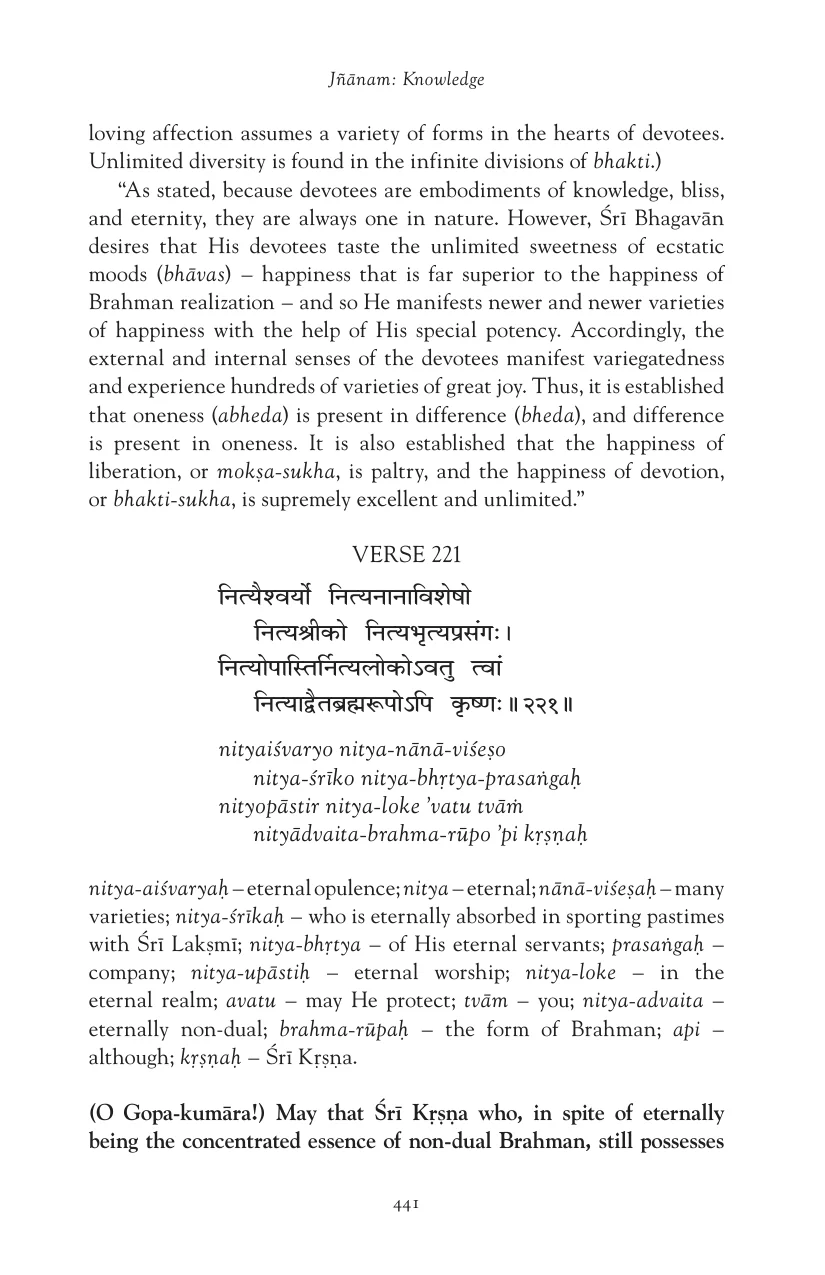 Jñānam: Knowledge
loving affection assumes a variety of forms in the hearts of devotees.
Unlimited diversity is found in the infinite divisions of bhakti.)
“As stated, because devotees are embodiments of knowledge, bliss,
and eternity, they are always one in nature. However, Śrī Bhagavān
desires that His devotees taste the unlimited sweetness of ecstatic
moods (bhāvas) – happiness that is far superior to the happiness of
Brahman realization – and so He manifests newer and newer varieties
of happiness with the help of His special potency. Accordingly, the
external and internal senses of the devotees manifest variegatedness
and experience hundreds of varieties of great joy. Thus, it is established
that oneness (abheda) is present in difference (bheda), and difference
is present in oneness. It is also established that the happiness of
liberation, or mokṣa-sukha, is paltry, and the happiness of devotion,
or bhakti-sukha, is supremely excellent and unlimited.”
VERSE 221
नित्यैश्वर्यो नित्यनानाविशेषो
नित्यश्रीको नित्यभृत्यप्रसंगः।
नित्योपास्तिर्नित्यलोकोऽवतु त्वां
नित्याद्वैतब्रह्मरूपोऽपि कृष्णः॥२२१॥
nityaiśvaryo nitya-nānā-viśeṣo
nitya-śrīko nitya-bhṛtya-prasaṅgaḥ
nityopāstir nitya-loke ’vatu tvāṁ
nityādvaita-brahma-rūpo ’pi kṛṣṇaḥ
nitya-aiśvaryaḥ – eternal opulence; nitya – eternal; nānā-viśeṣaḥ – many
varieties; nitya-śrīkaḥ – who is eternally absorbed in sporting pastimes
with Śrī Lakṣmī; nitya-bhṛtya – of His eternal servants; prasaṅgaḥ –
company; nitya-upāstiḥ – eternal worship; nitya-loke – in the
eternal realm; avatu – may He protect; tvām – you; nitya-advaita –
eternally non-dual; brahma-rūpaḥ – the form of Brahman; api –
although; kṛṣṇaḥ – Śrī Kṛṣṇa.
(O Gopa-kumāra!) May that Śrī Kṛṣṇa who, in spite of eternally
being the concentrated essence of non-dual Brahman, still possesses
441